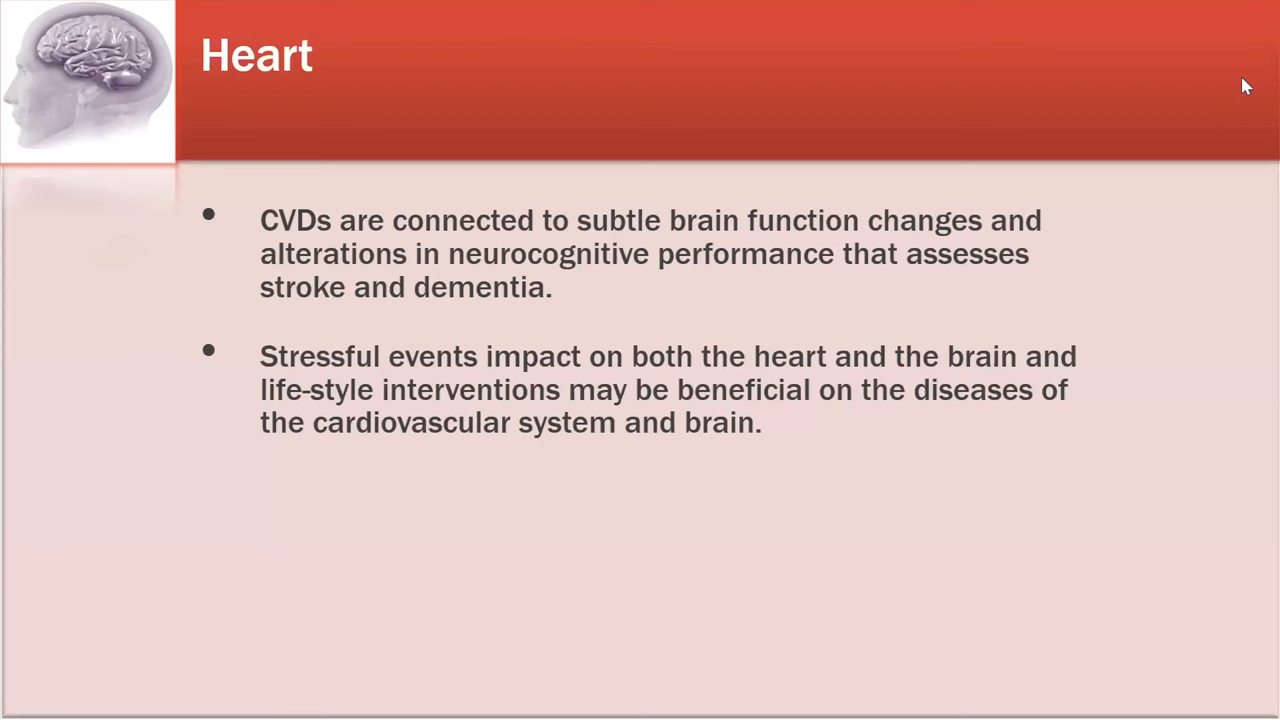 Heart
• CVDs are connected to subtle brain function changes and
alterations in neurocognitive performance that assesses
stroke and dementia.
• Stressful events impact on both the heart and the brain and
life-style interventions may be beneficial on the diseases of
the cardiovascular system and brain.